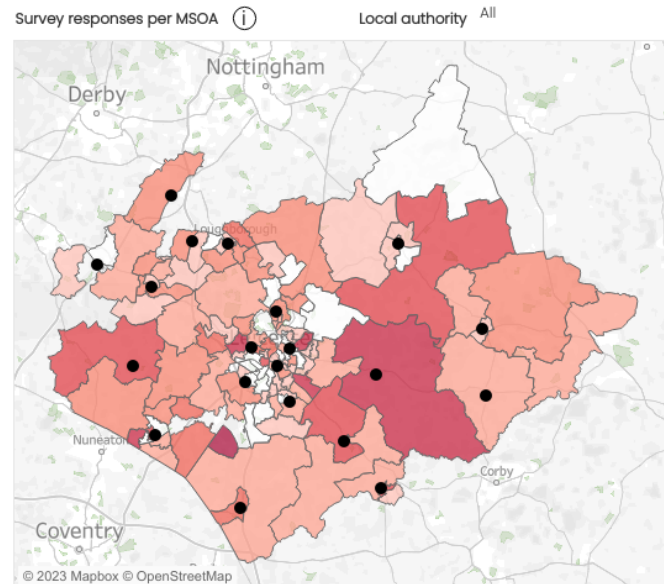 Survey responses per MSOA i Local authority All
Nottingham
Derby
Loughborough
Nuneaton
Corby
Coventry
© 2023 Mapbox © OpenStreetMap